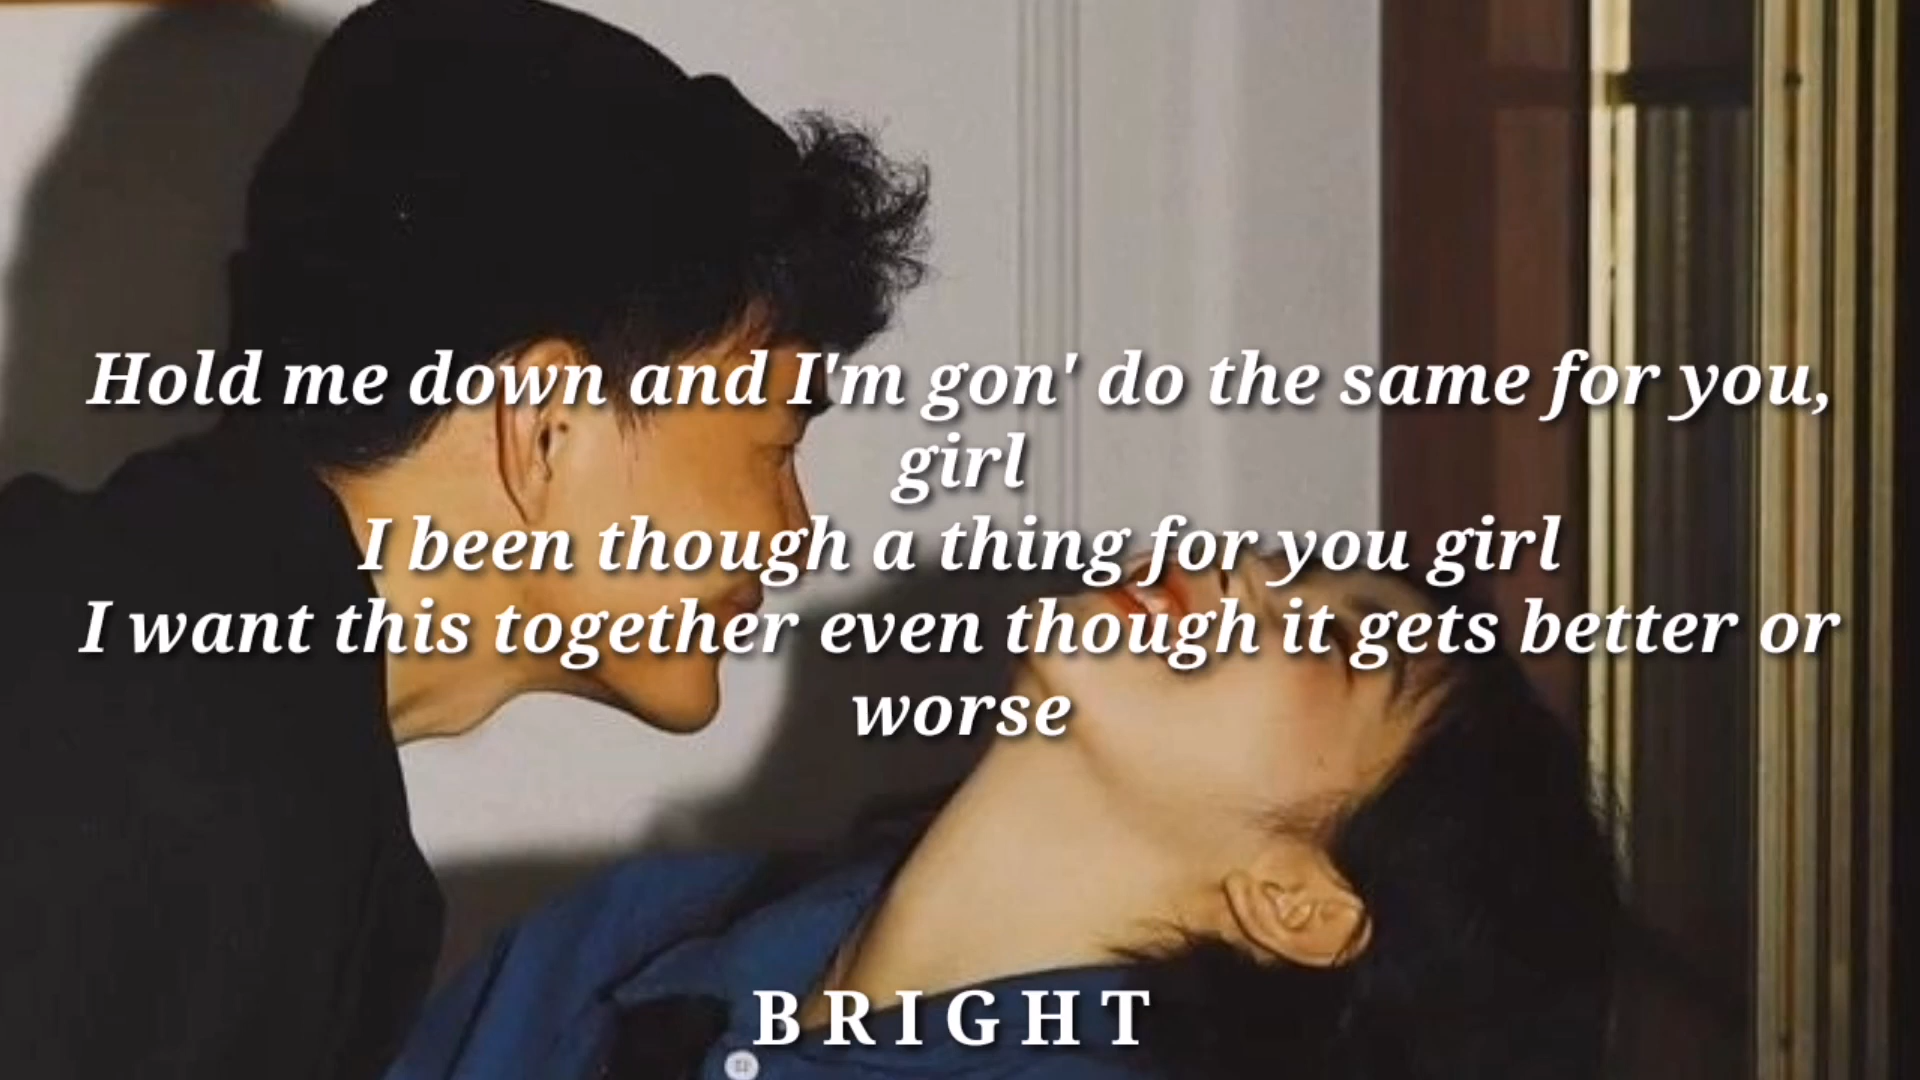 Hold me down and I'm gon' do the same for you,
girl
I been though a thing for you girl
I want this together even though it gets better or
worse
BRIGHT